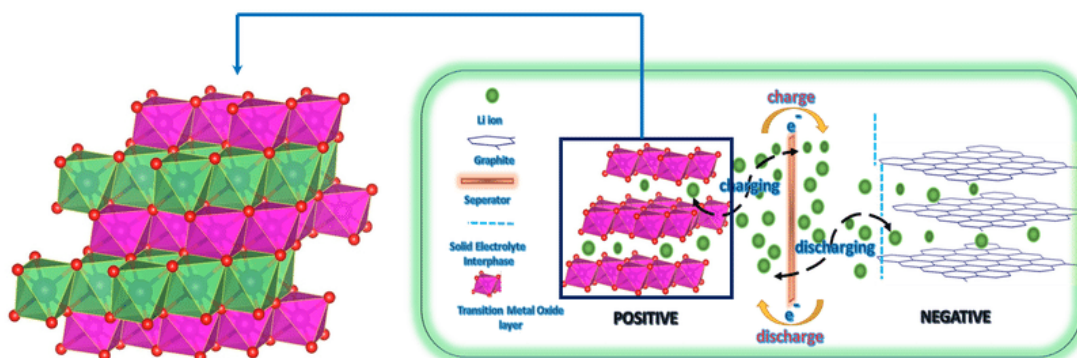 Li ion
Graphite
Seperator
Solid Electrolyte
Interphase
Transition Metal Oxide
layer
POSITIVE
charging
charge
e-
discharging
e-
discharge
NEGATIVE